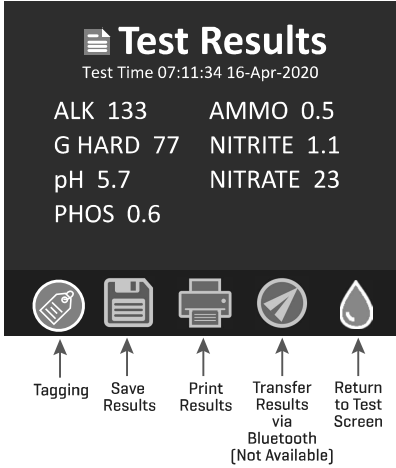 Test Results
Test Time 07:11:34 16-Apr-2020
ALK 133
AMMO 0.5
G HARD 77
NITRITE 1.1
pH 5.7
NITRATE 23
PHOS 0.6
Tagging
Save
Results
Print
Results
Transfer
Results
via
Bluetooth
(Not Available)
Return
to Test
Screen